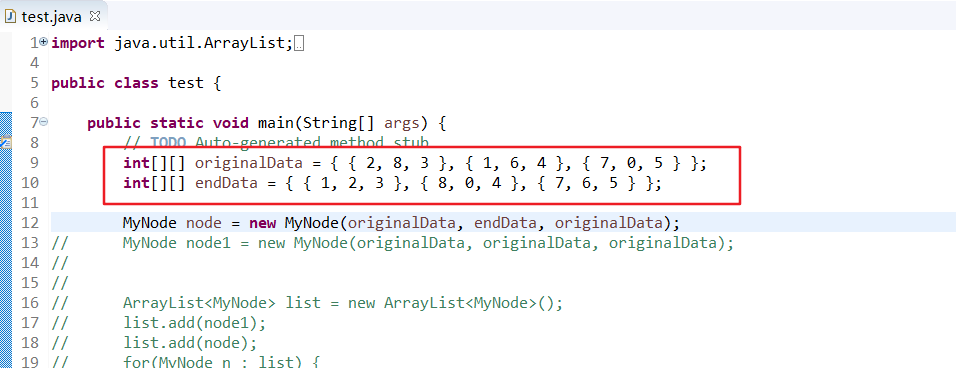 test.java
1 import java.util.ArrayList;
4
5 public class test {
6
7 public static void main(String[] args) {
8 // TODO Auto-generated method stub
9 int[][] originalData = { { 2, 8, 3 }, { 1, 6, 4 }, { 7, 0, 5 } };
10 int[][] endData = { { 1, 2, 3 }, { 8, 0, 4 }, { 7, 6, 5 } };
11
12 MyNode node = new MyNode(originalData, endData, originalData);
13 // MyNode node1 = new MyNode(originalData, originalData, originalData);
14 //
15 //
16 // ArrayList<MyNode> list = new ArrayList<MyNode>();
17 // list.add(node1);
18 // list.add(node);
19 // for(MyNode n : list) {